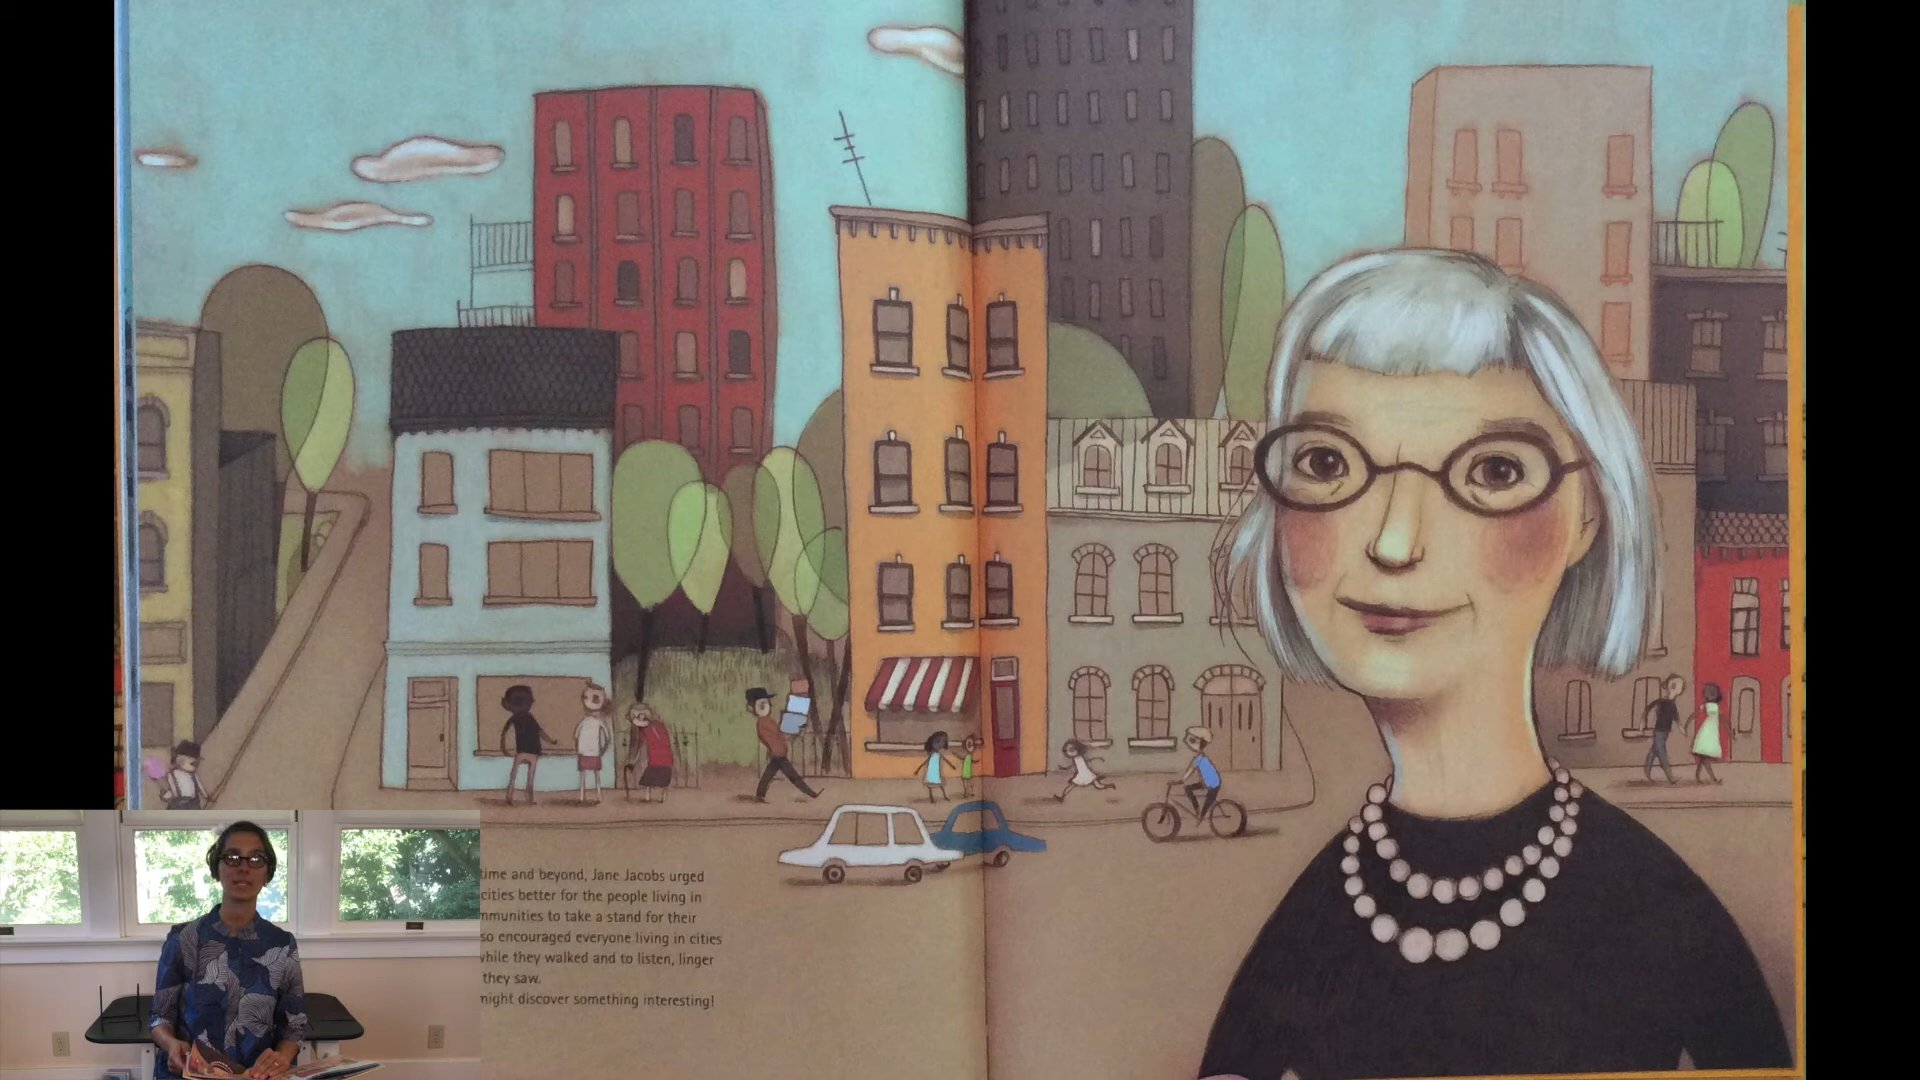 time and beyond, Jane Jacobs urged
cities better for the people living in
mmunities to take a stand for their
so encouraged everyone living in cities
while they walked and to listen, linger
they saw.
might discover something interesting!